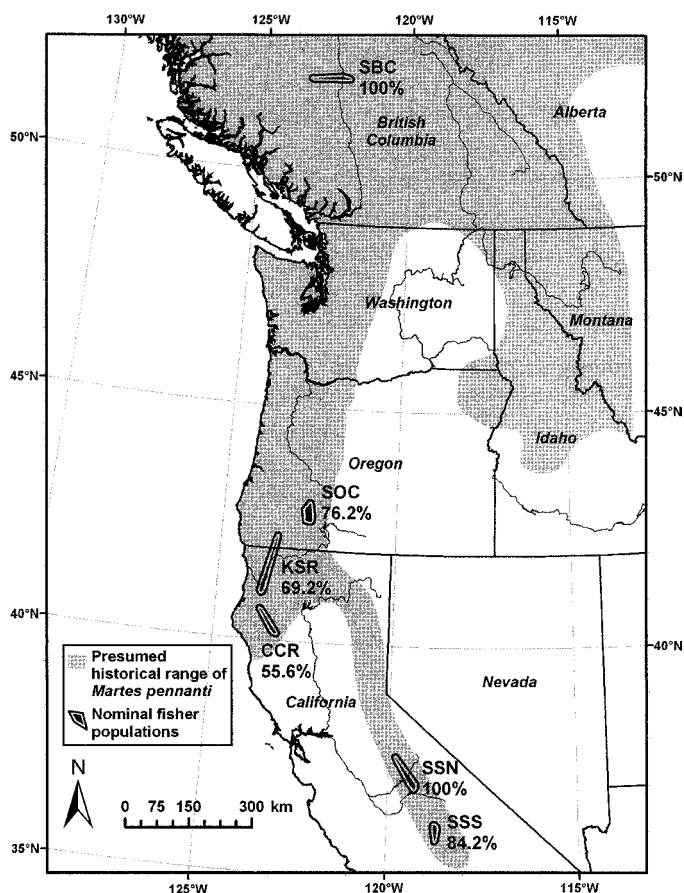 130°W
125°W
120°W
115°W
SBC
100%
Alberta
British
Columbia
50°N
50°N
Washington
Montana
45°N
45°N
Idaho
Oregon
SOC
76.2%
KSR
69.2%
40°N
40°N
CCR
55.6%
Presumed
historical range of
Martes pennanti
Nominal fisher
populations
California
Nevada
N
SSN
100%
0 75 150 300 km
SSS
84.2%
35°N
125°W
120°W
115°W